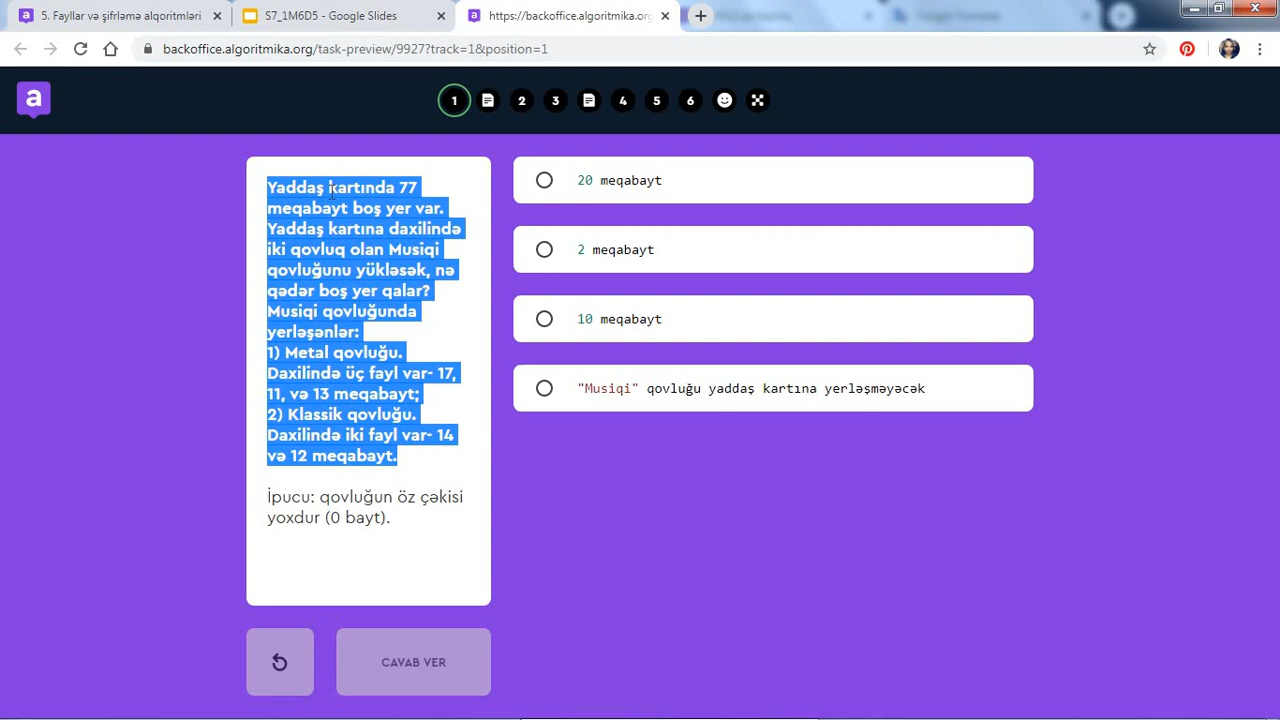 5. Fayllar və şifrləmə alqoritmləri
S7_1M6D5 - Google Slides
https://backoffice.algoritmika.org
backoffice.algoritmika.org/task-preview/9927?track=1&position=1
a
1 2 3 4 5 6
Yaddaş kartında 77
meqabayt boş yer var.
Yaddaş kartına daxilində
iki qovluq olan Musiqi
qovluğunu yükləsək, nə
qədər boş yer qalar?
Musiqi qovluğunda
yerləşənlər:
1) Metal qovluğu.
Daxilində üç fayl var- 17,
11, və 13 meqabayt;
2) Klassik qovluğu.
Daxilində iki fayl var- 14
və 12 meqabayt.
İpucu: qovluğun öz çəkisi
yoxdur (0 bayt).
CAVAB VER
20 meqabayt
2 meqabayt
10 meqabayt
"Musiqi" qovluğu yaddaş kartına yerləşməyəcək